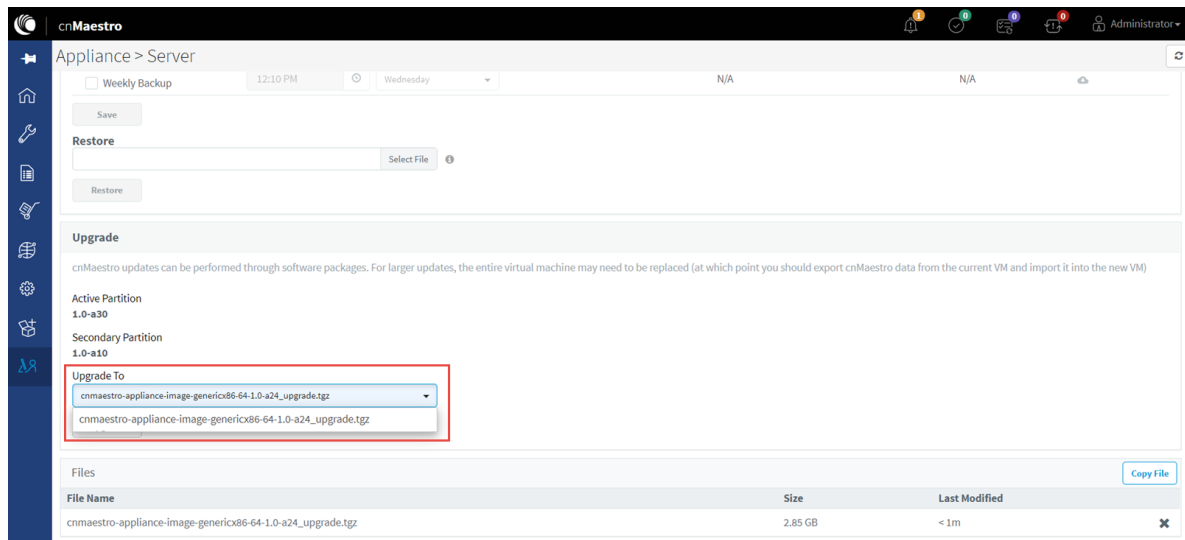 cnMaestro
1
0
0
0
Administrator
Appliance > Server
Weekly Backup 12:10 PM Wednesday N/A N/A
Save
Restore
Select File
Restore
Upgrade
cnMaestro updates can be performed through software packages. For larger updates, the entire virtual machine may need to be replaced (at which point you should export cnMaestro data from the current VM and import it into the new VM)
Active Partition
1.0-a30
Secondary Partition
1.0-a10
Upgrade To
cnmaestro-appliance-image-genericx86-64-1.0-a24_upgrade.tgz
cnmaestro-appliance-image-genericx86-64-1.0-a24_upgrade.tgz
Files Copy File
File Name Size Last Modified
cnmaestro-appliance-image-genericx86-64-1.0-a24_upgrade.tgz 2.85 GB < 1m